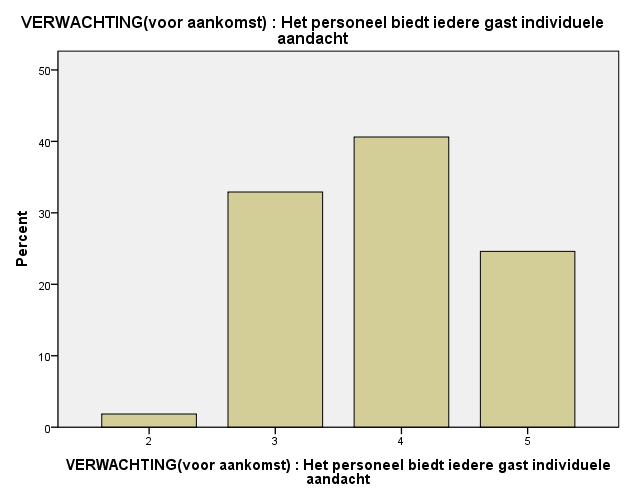 VERWACHTING(voor aankomst) : Het personeel biedt iedere gast individuele
aandacht
50
40
30
20
10
0
Percent
2 3 4 5
VERWACHTING(voor aankomst) : Het personeel biedt iedere gast individuele
aandacht